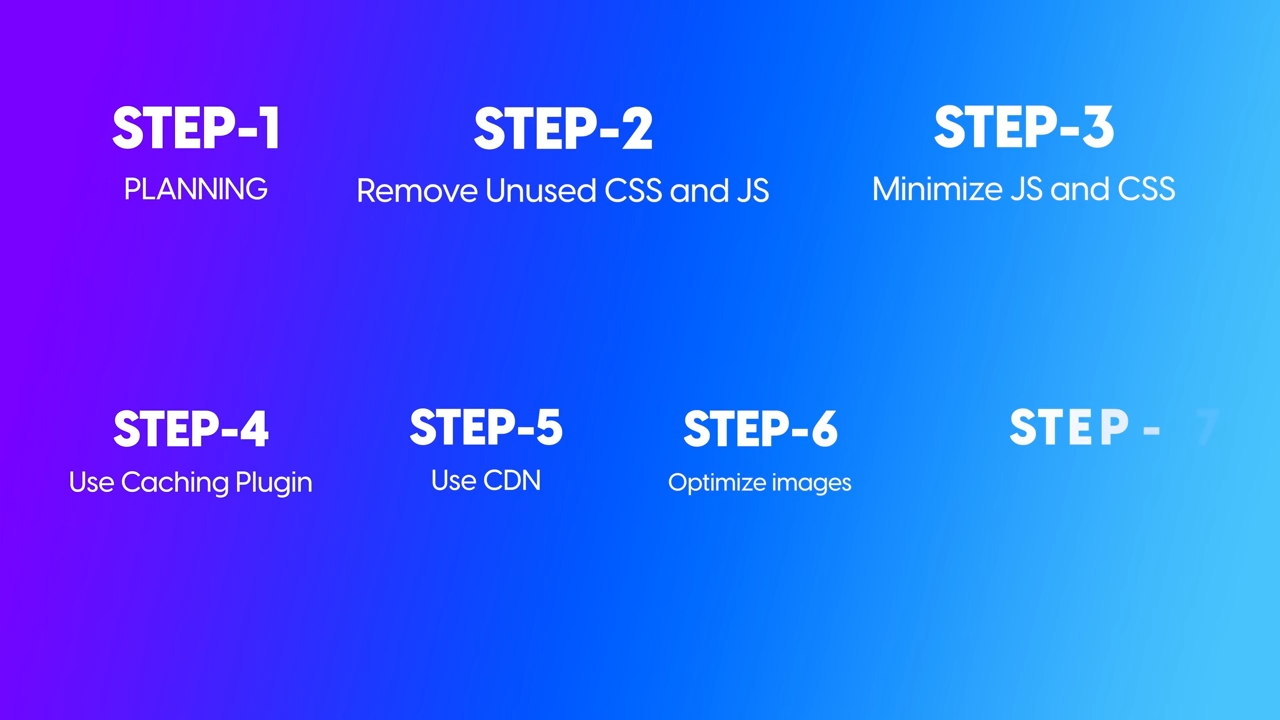 STEP-1
PLANNING
STEP-2
Remove Unused CSS and JS
STEP-3
Minimize JS and CSS
STEP-4
Use Caching Plugin
STEP-5
Use CDN
STEP-6
Optimize images
STEP - 7